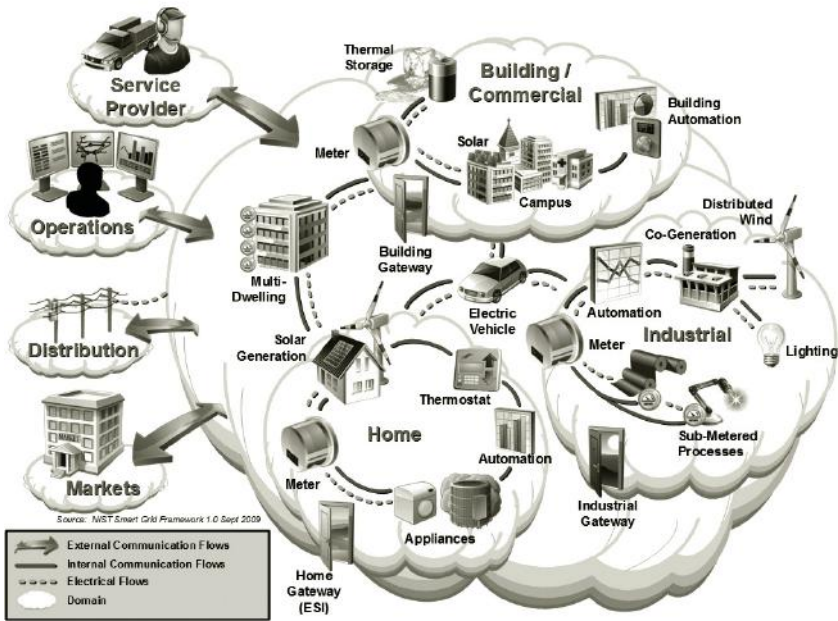 Service
Provider
Thermal
Storage
Building /
Commercial
Building
Automation
Meter
Solar
Campus
Operations
Building
Gateway
Multi-
Dwelling
Distributed
Wind
Co-Generation
Automation
Industrial
Electric
Vehicle
Meter
Lighting
Distribution
Solar
Generation
Thermostat
Home
Automation
Meter
Sub-Metered
Processes
Markets
Appliances
Industrial
Gateway
Home
Gateway
(ESI)
Source: NIST Smart Grid Framework 1.0 Sept 2009
External Communication Flows
Internal Communication Flows
Electrical Flows
Domain